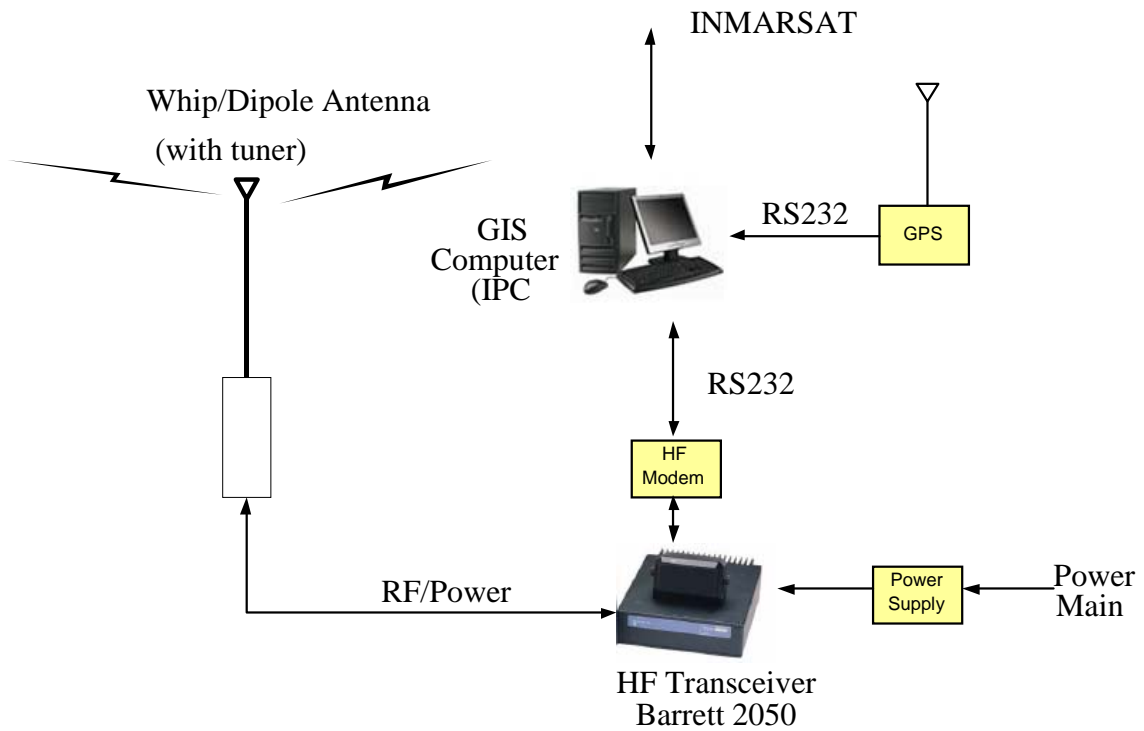 INMARSAT
Whip/Dipole Antenna
(with tuner)
RS232
GPS
GIS
Computer
(IPC
RS232
HF
Modem
RF/Power
Power
Supply
Power
Main
HF Transceiver
Barrett 2050